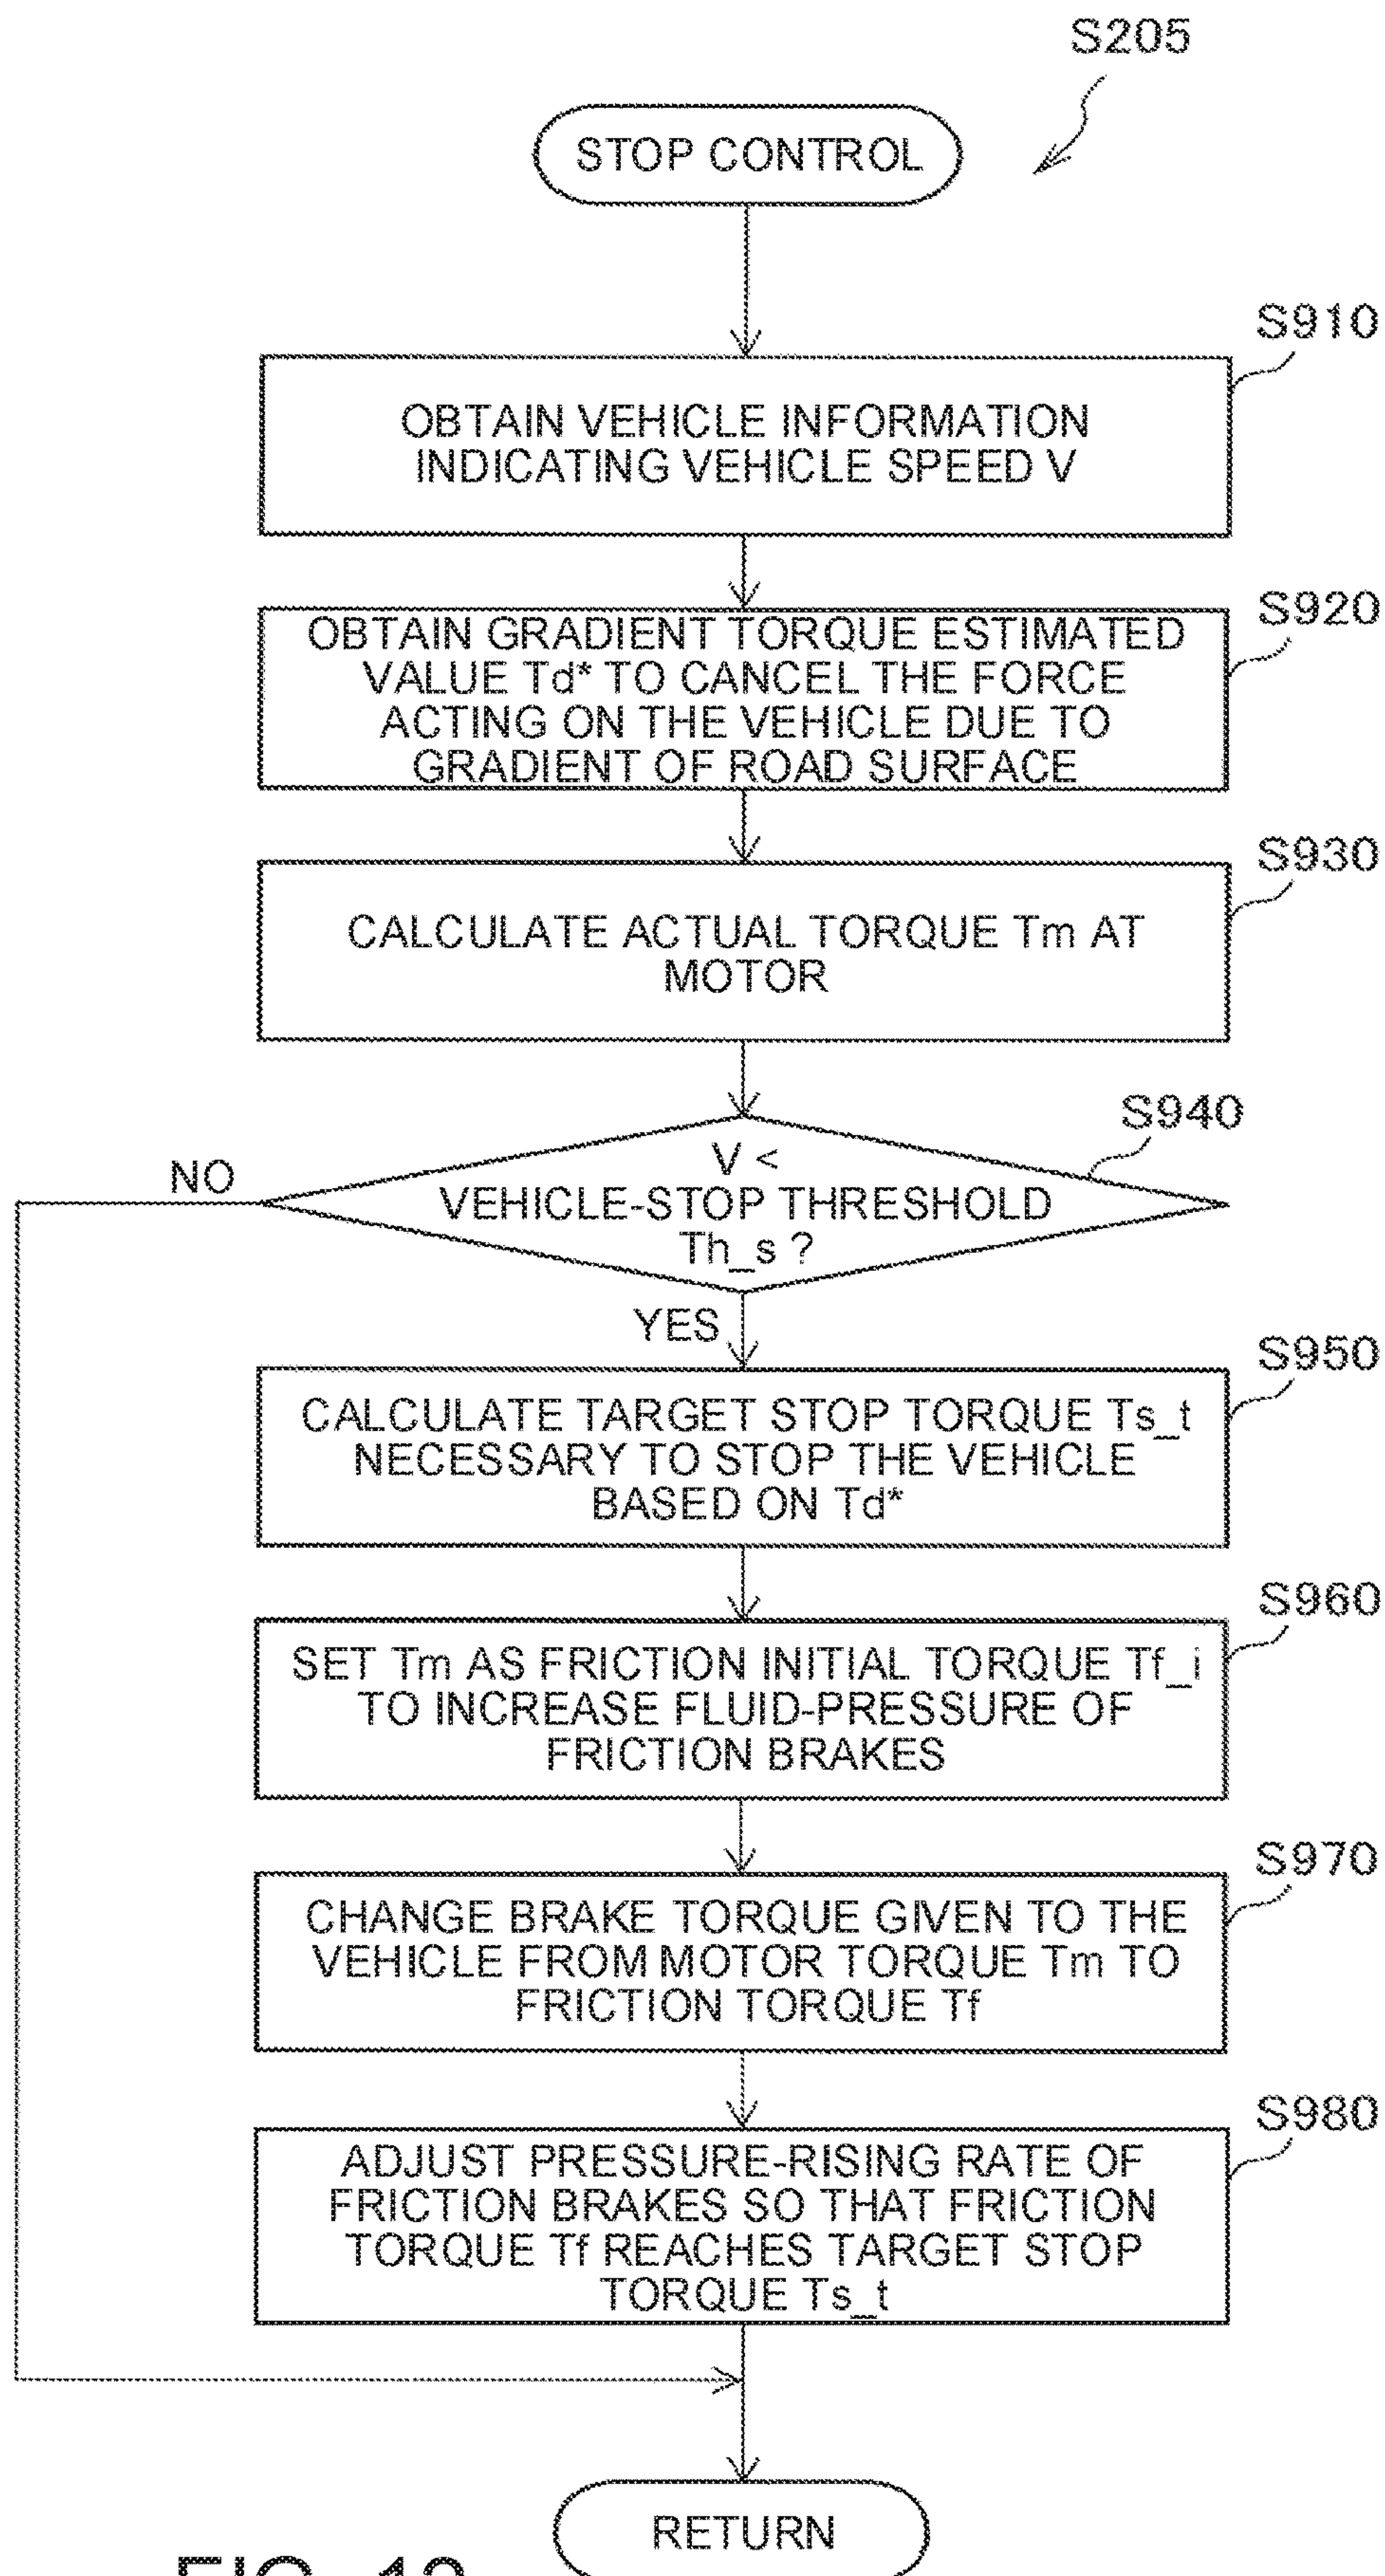 S205
STOP CONTROL
S910
OBTAIN VEHICLE INFORMATION
INDICATING VEHICLE SPEED V
S920
OBTAIN GRADIENT TORQUE ESTIMATED
VALUE Td* TO CANCEL THE FORCE
ACTING ON THE VEHICLE DUE TO
GRADIENT OF ROAD SURFACE
S930
CALCULATE ACTUAL TORQUE Tm AT
MOTOR
S940
NO
V <
VEHICLE-STOP THRESHOLD
Th_s ?
YES
S950
CALCULATE TARGET STOP TORQUE Ts_t
NECESSARY TO STOP THE VEHICLE
BASED ON Td*
S960
SET Tm AS FRICTION INITIAL TORQUE Tf_i
TO INCREASE FLUID-PRESSURE OF
FRICTION BRAKES
S970
CHANGE BRAKE TORQUE GIVEN TO THE
VEHICLE FROM MOTOR TORQUE Tm TO
FRICTION TORQUE Tf
S980
ADJUST PRESSURE-RISING RATE OF
FRICTION BRAKES SO THAT FRICTION
TORQUE Tf REACHES TARGET STOP
TORQUE Ts_t
RETURN
FIG.